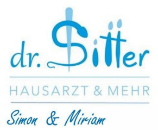 dr. Sitter
HAUSARZT & MEHR
Simon & Miriam